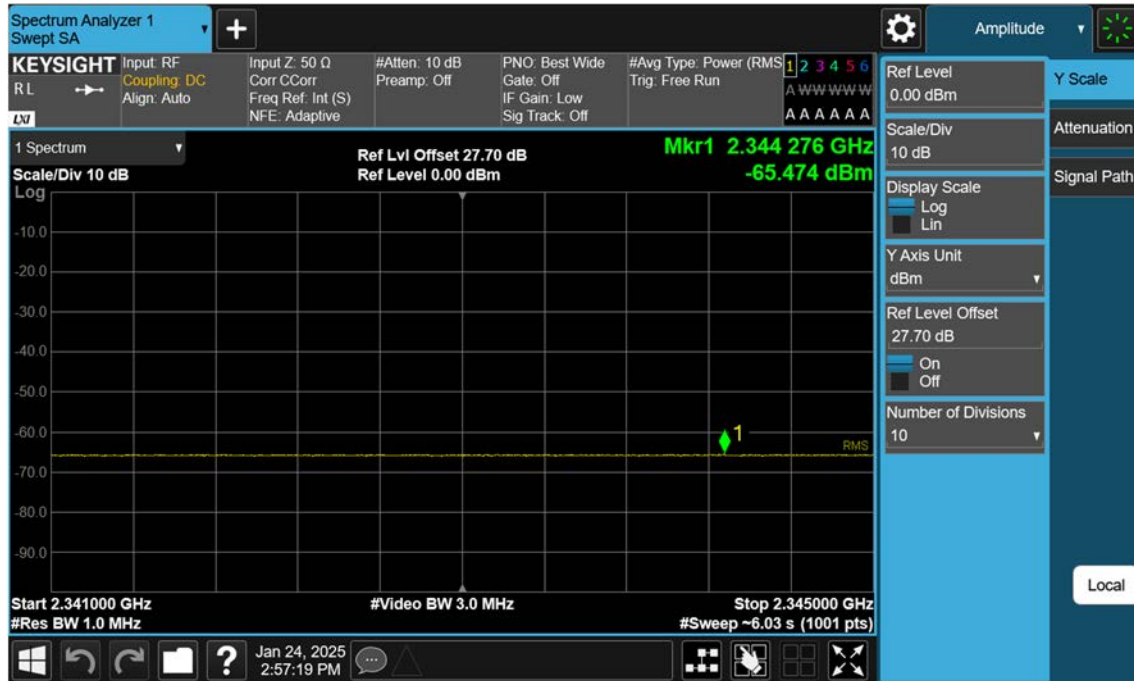 Spectrum Analyzer 1
Swept SA
Amplitude
KEYSIGHT
R L
LXI
Input: RF
Coupling: DC
Align: Auto
Input Z: 50 Ω
Corr CCorr
Freq Ref: Int (S)
NFE: Adaptive
#Atten: 10 dB
Preamp: Off
PNO: Best Wide
Gate: Off
IF Gain: Low
Sig Track: Off
#Avg Type: Power (RMS
Trig: Free Run
1 2 3 4 5 6
A W W W W W
A A A A A A
1 Spectrum
Scale/Div 10 dB
Ref Lvl Offset 27.70 dB
Ref Level 0.00 dBm
Mkr1 2.344 276 GHz
-65.474 dBm
Log
-10.0
-20.0
-30.0
-40.0
-50.0
-60.0
-70.0
-80.0
-90.0
1
RMS
Start 2.341000 GHz
#Video BW 3.0 MHz
Stop 2.345000 GHz
#Res BW 1.0 MHz
#Sweep ~6.03 s (1001 pts)
Ref Level
0.00 dBm
Scale/Div
10 dB
Display Scale
Log
Lin
Y Axis Unit
dBm
Ref Level Offset
27.70 dB
On
Off
Number of Divisions
10
Y Scale
Attenuation
Signal Path
Local
?
Jan 24, 2025
2:57:19 PM